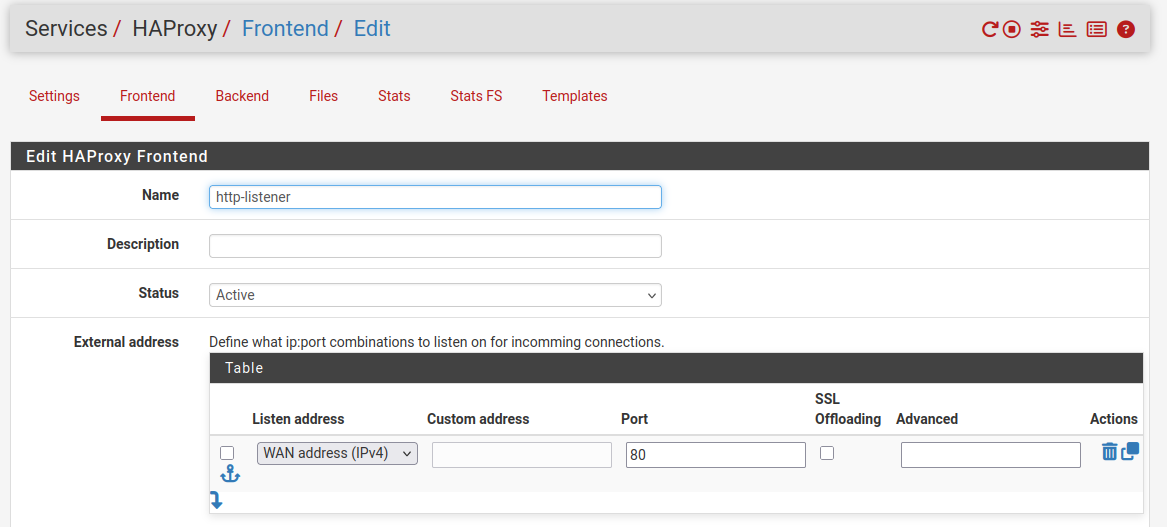 Services / HAProxy / Frontend / Edit
?
Settings Frontend Backend Files Stats Stats FS Templates
Edit HAProxy Frontend
Name http-listener
Description
Status Active
External address Define what ip:port combinations to listen on for incomming connections.
Table
SSL
Listen address Custom address Port Offloading Advanced Actions
WAN address (IPv4) 80